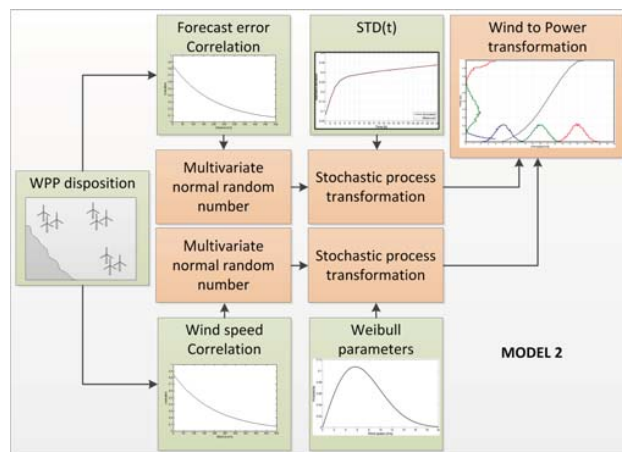 Forecast error
Correlation
STD(t)
Wind to Power
transformation
WPP disposition
Multivariate
normal random
number
Stochastic process
transformation
Multivariate
normal random
number
Stochastic process
transformation
Wind speed
Correlation
Weibull
parameters
MODEL 2